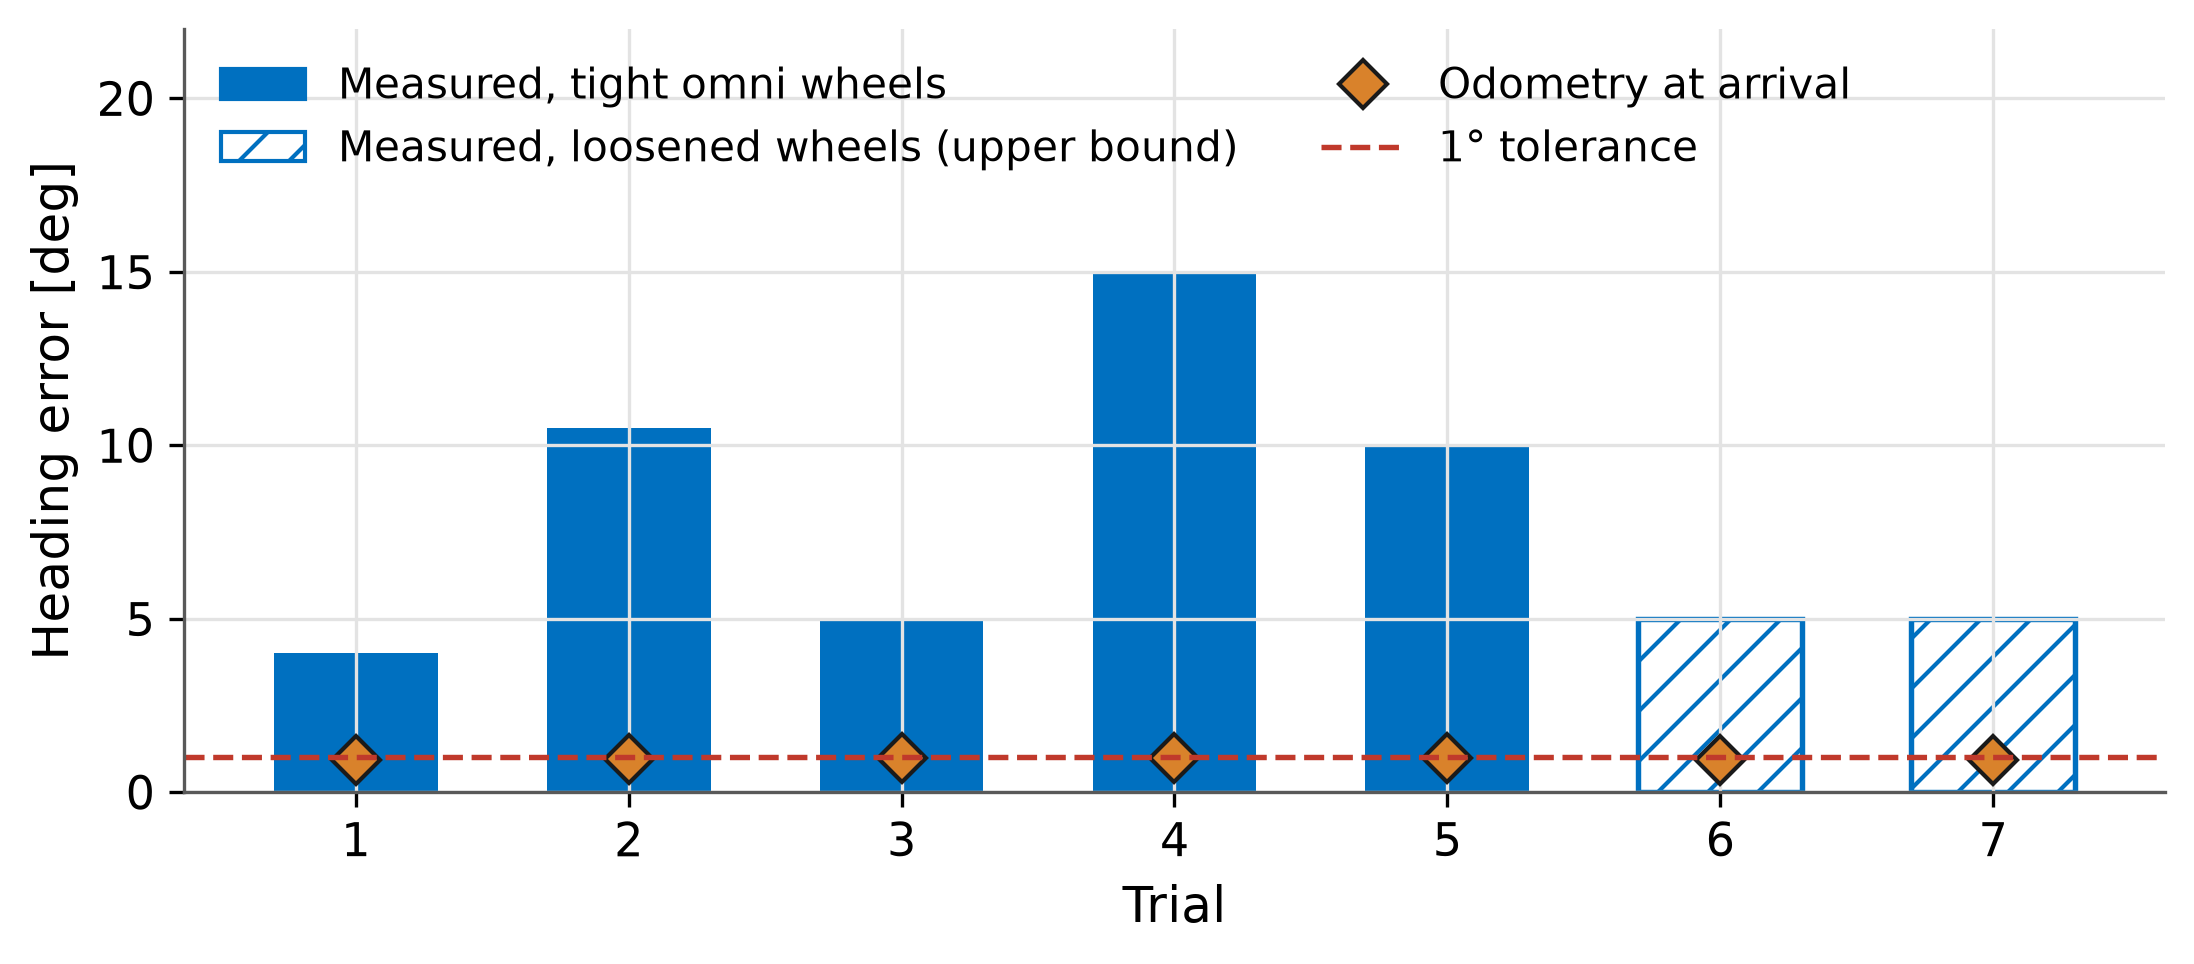 Measured, tight omni wheels
Measured, loosened wheels (upper bound)
Odometry at arrival
1° tolerance
Heading error [deg]
20
15
10
5
0
1 2 3 4 5 6 7
Trial